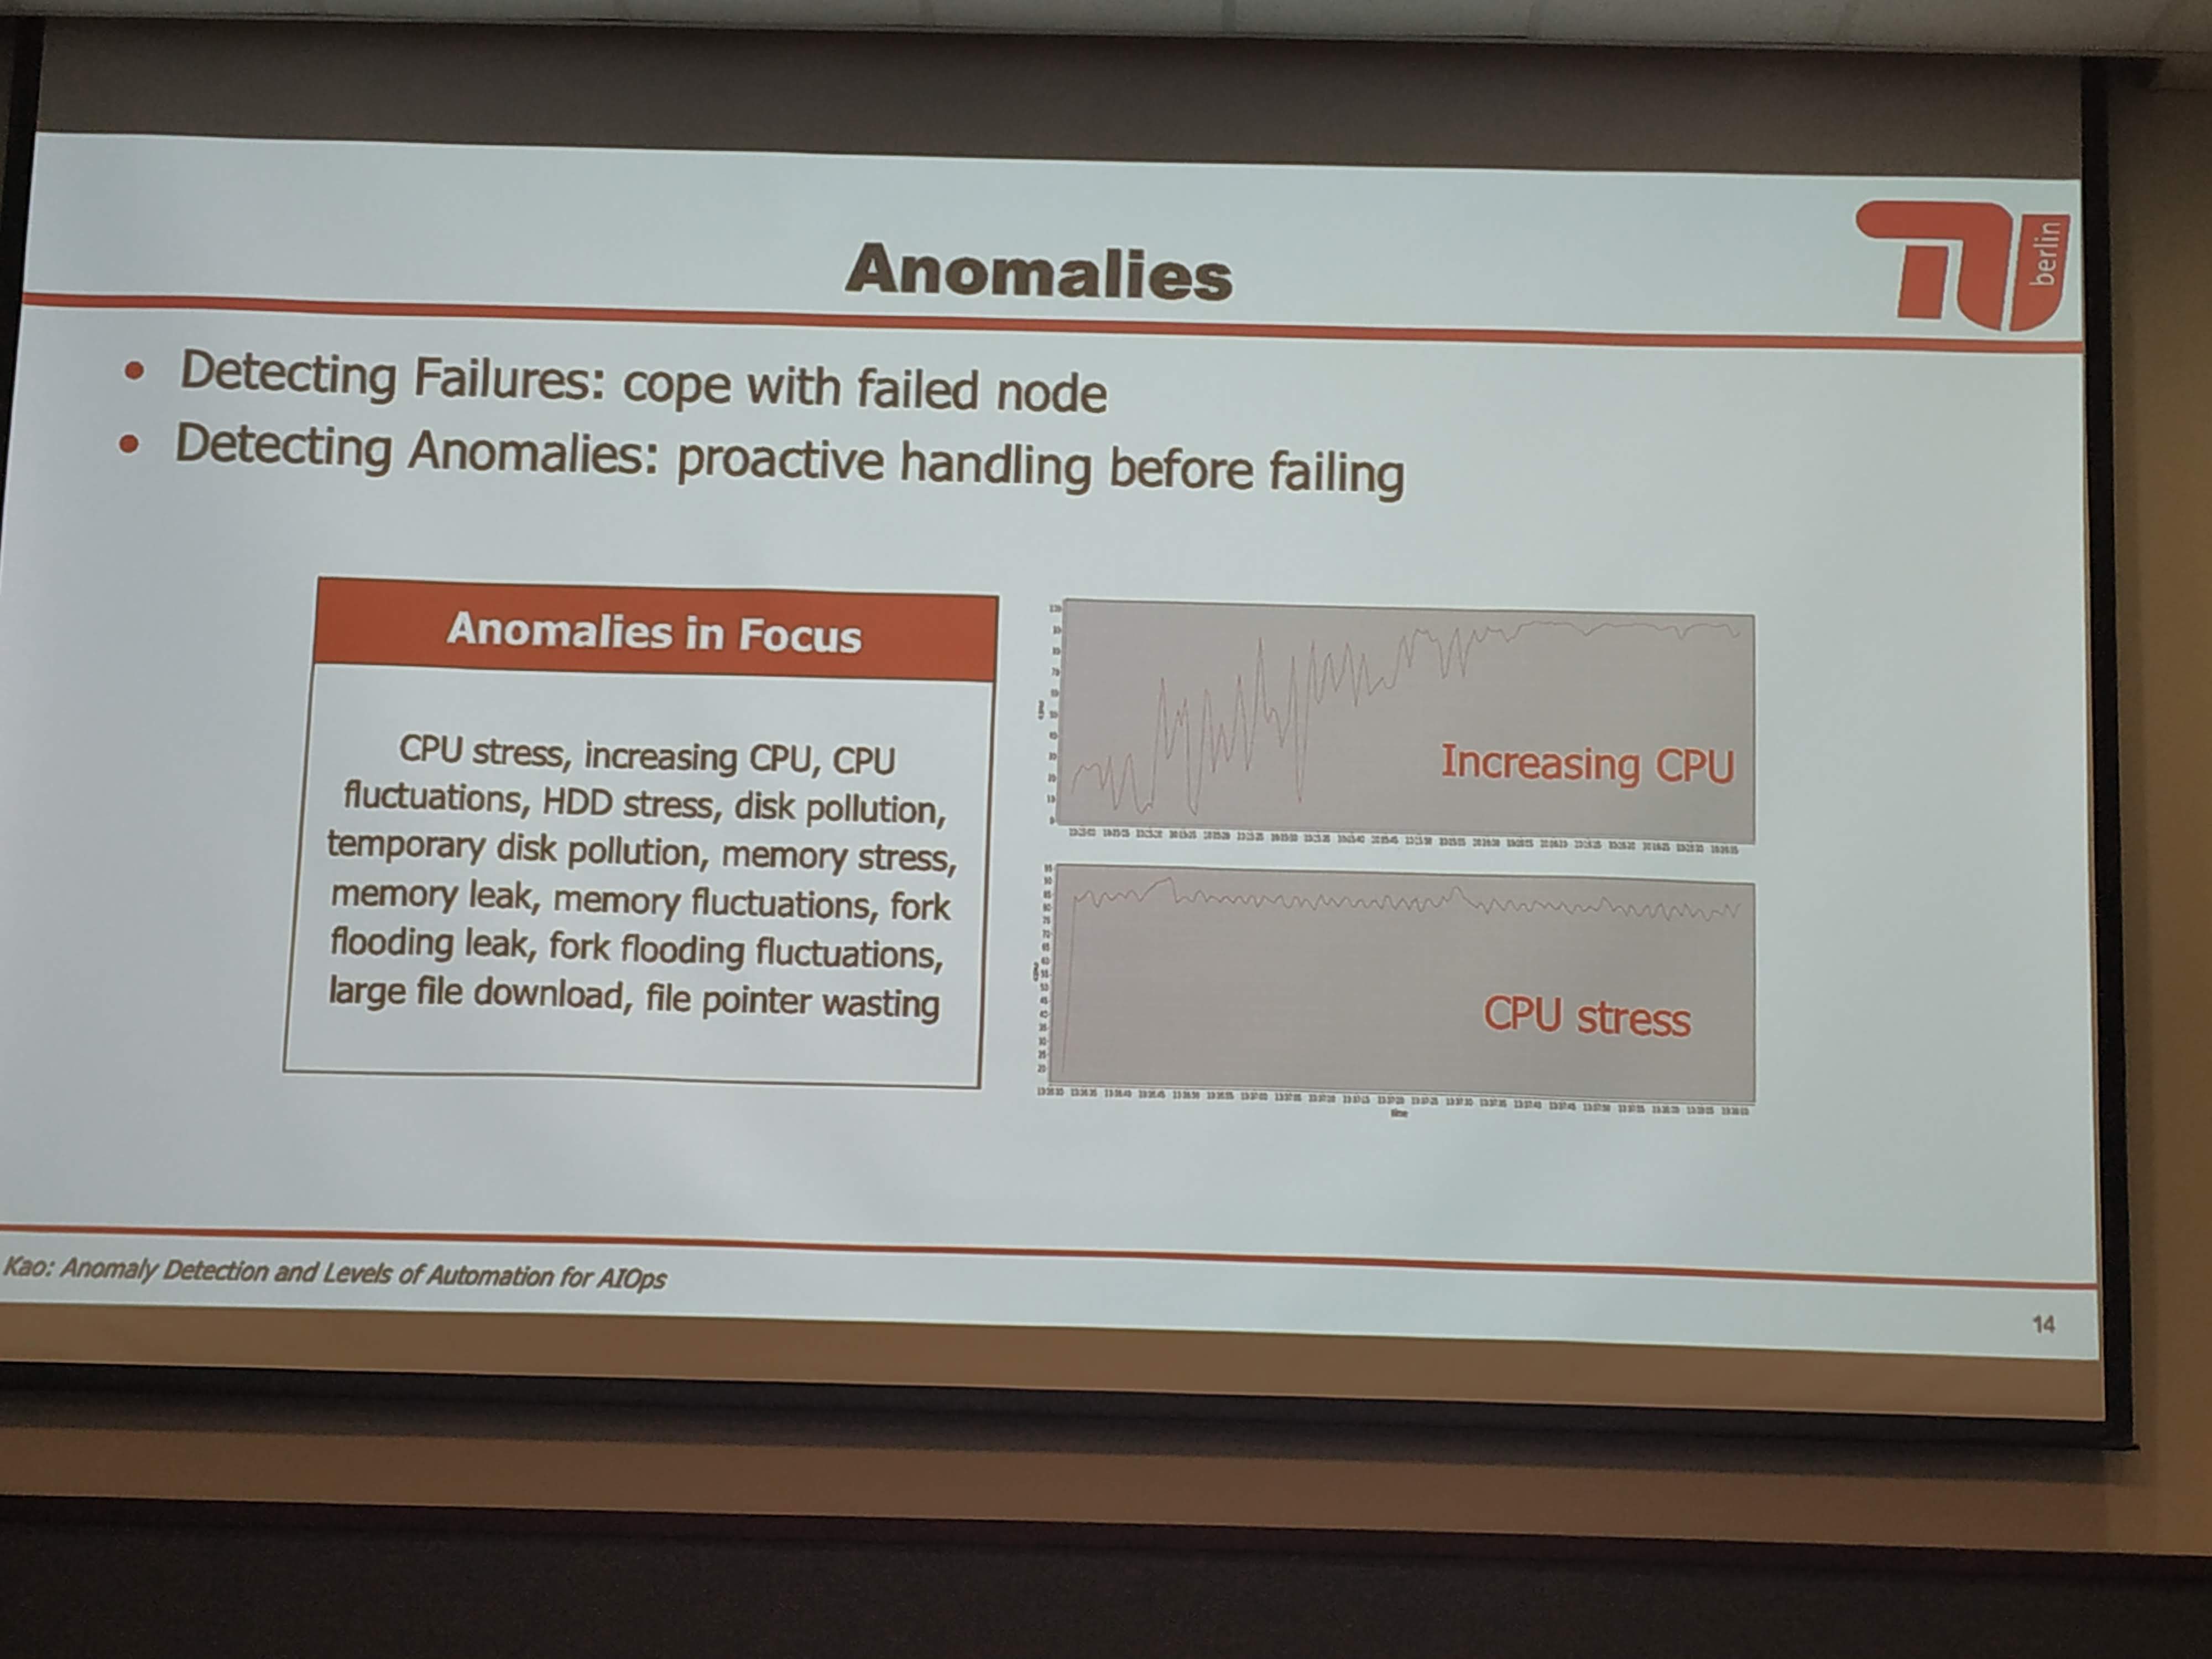 Anomalies
berlin
• Detecting Failures: cope with failed node
• Detecting Anomalies: proactive handling before failing
Anomalies in Focus
CPU stress, increasing CPU, CPU
fluctuations, HDD stress, disk pollution,
temporary disk pollution, memory stress,
memory leak, memory fluctuations, fork
flooding leak, fork flooding fluctuations,
large file download, file pointer wasting
Increasing CPU
CPU stress
time
Kao: Anomaly Detection and Levels of Automation for AIOps
14